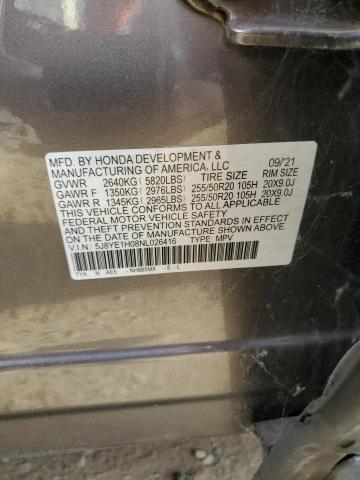 MFD. BY HONDA DEVELOPMENT & 09/'21
MANUFACTURING OF AMERICA, LLC
GVWR 2640KG ( 5820LBS) TIRE SIZE RIM SIZE
GAWR F 1350KG ( 2976LBS) 255/50R20 105H 20X9.0J
GAWR R 1345KG ( 2965LBS) 255/50R20 105H 20X9.0J
THIS VEHICLE CONFORMS TO ALL APPLICABLE
FEDERAL MOTOR VEHICLE SAFETY
AND THEFT PREVENTION STANDARDS IN EFFECT
ON THE DATE OF MANUFACTURE SHOWN ABOVE.
V.I.N.: 5J8YE1H08NL026416 TYPE: MPV
TYA N AE5 -NH885MX -E -L